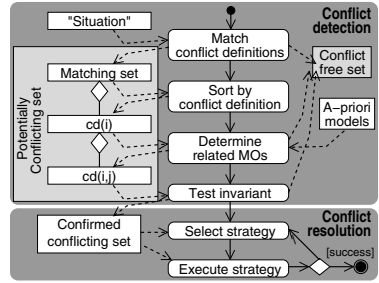 "Situation"
Conflict
detection
Match
conflict definitions
Conflict
free set
Potentially
Conflicting set
Matching set
Sort by
conflict definition
A–priori
models
cd(i)
Determine
related MOs
cd(i,j)
Test invariant
Conflict
resolution
Confirmed
conflicting set
Select strategy
[success]
Execute strategy